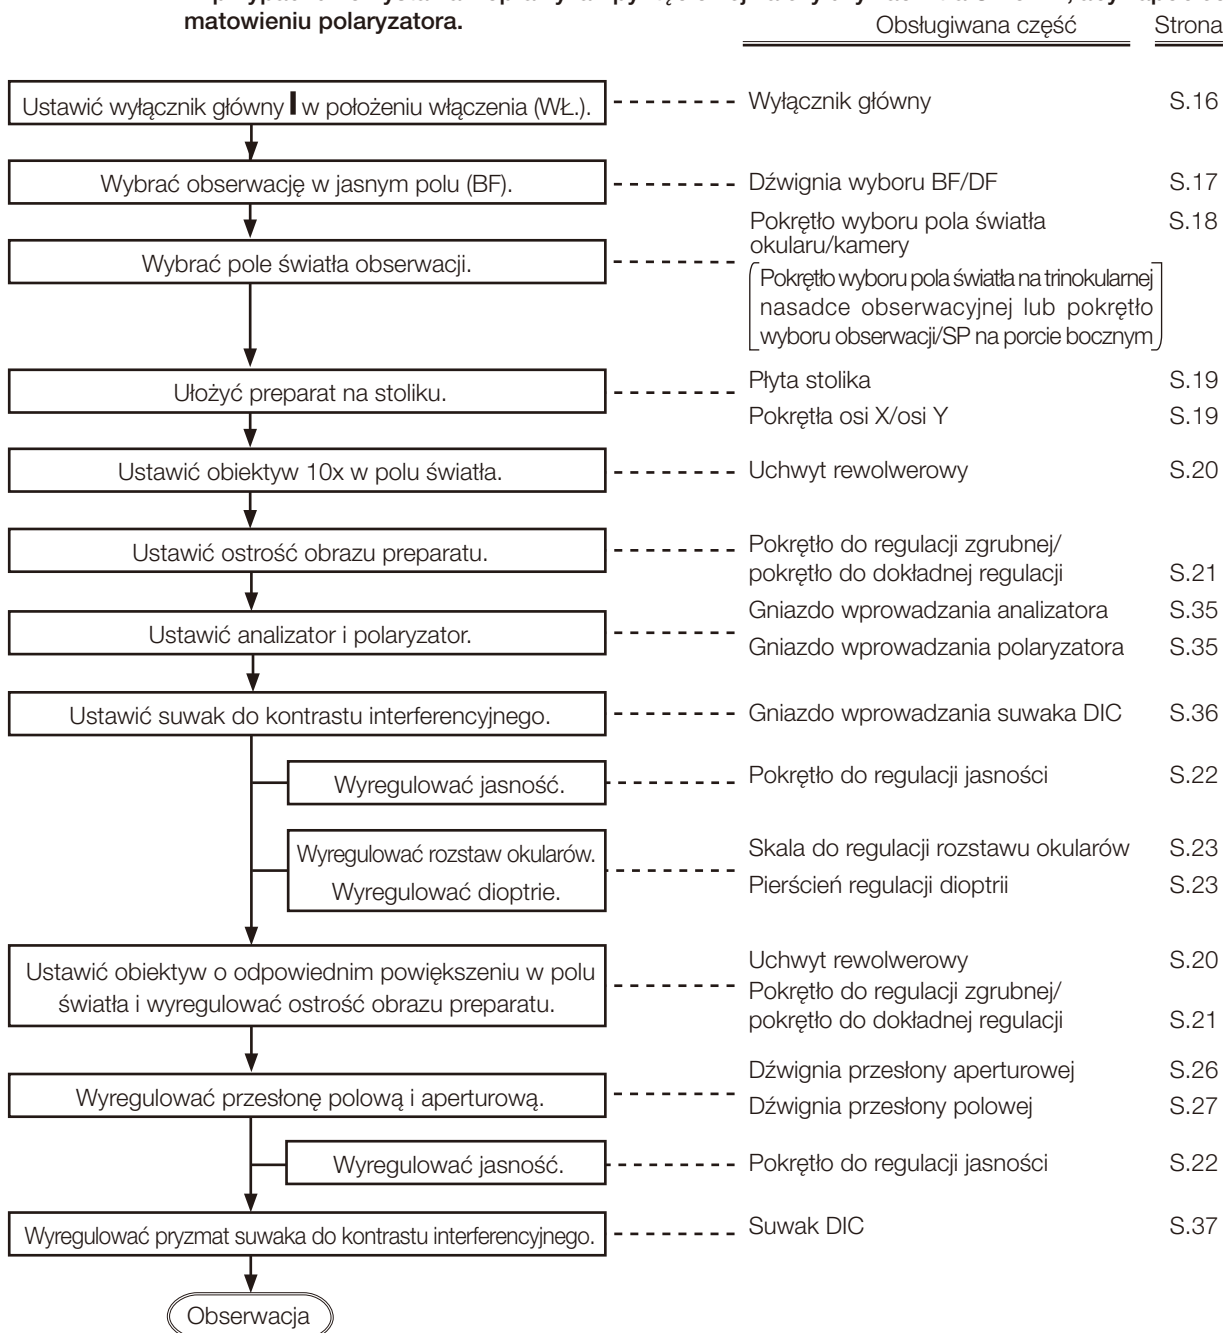 matowieniu polaryzatora.
Obsługiwana część Strona
Ustawić wyłącznik główny I w położeniu włączenia (WŁ.). Wyłącznik główny S.16
Wybrać obserwację w jasnym polu (BF). Dźwignia wyboru BF/DF S.17
Pokrętło wyboru pola światła S.18
okularu/kamery
Wybrać pole światła obserwacji.
Pokrętło wyboru pola światła na trinokularnej
nasadce obserwacyjnej lub pokrętło
wyboru obserwacji/SP na porcie bocznym
Ułożyć preparat na stoliku. Płyta stolika S.19
Pokrętła osi X/osi Y S.19
Ustawić obiektyw 10x w polu światła. Uchwyt rewolwerowy S.20
Ustawić ostrość obrazu preparatu. Pokrętło do regulacji zgrubnej/
pokrętło do dokładnej regulacji S.21
Ustawić analizator i polaryzator. Gniazdo wprowadzania analizatora S.35
Gniazdo wprowadzania polaryzatora S.35
Ustawić suwak do kontrastu interferencyjnego. Gniazdo wprowadzania suwaka DIC S.36
Wyregulować jasność. Pokrętło do regulacji jasności S.22
Wyregulować rozstaw okularów. Skala do regulacji rozstawu okularów S.23
Wyregulować dioptrie. Pierścień regulacji dioptrii S.23
Ustawić obiektyw o odpowiednim powiększeniu w polu Uchwyt rewolwerowy S.20
światła i wyregulować ostrość obrazu preparatu. Pokrętło do regulacji zgrubnej/
pokrętło do dokładnej regulacji S.21
Wyregulować przesłonę polową i aperturową. Dźwignia przesłony aperturowej S.26
Dźwignia przesłony polowej S.27
Wyregulować jasność. Pokrętło do regulacji jasności S.22
Wyregulować pryzmat suwaka do kontrastu interferencyjnego. Suwak DIC S.37
Obserwacja